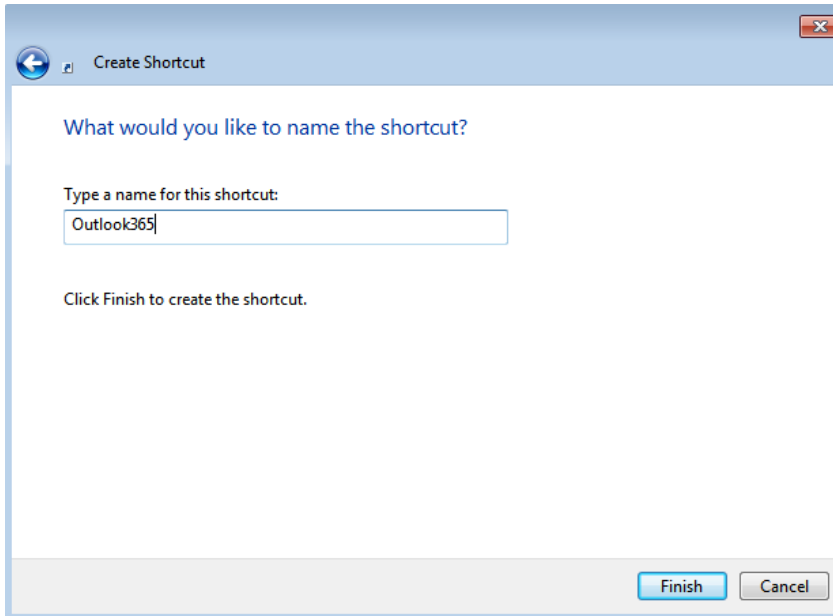 Create Shortcut
What would you like to name the shortcut?
Type a name for this shortcut:
Outlook365
Click Finish to create the shortcut.
Finish Cancel